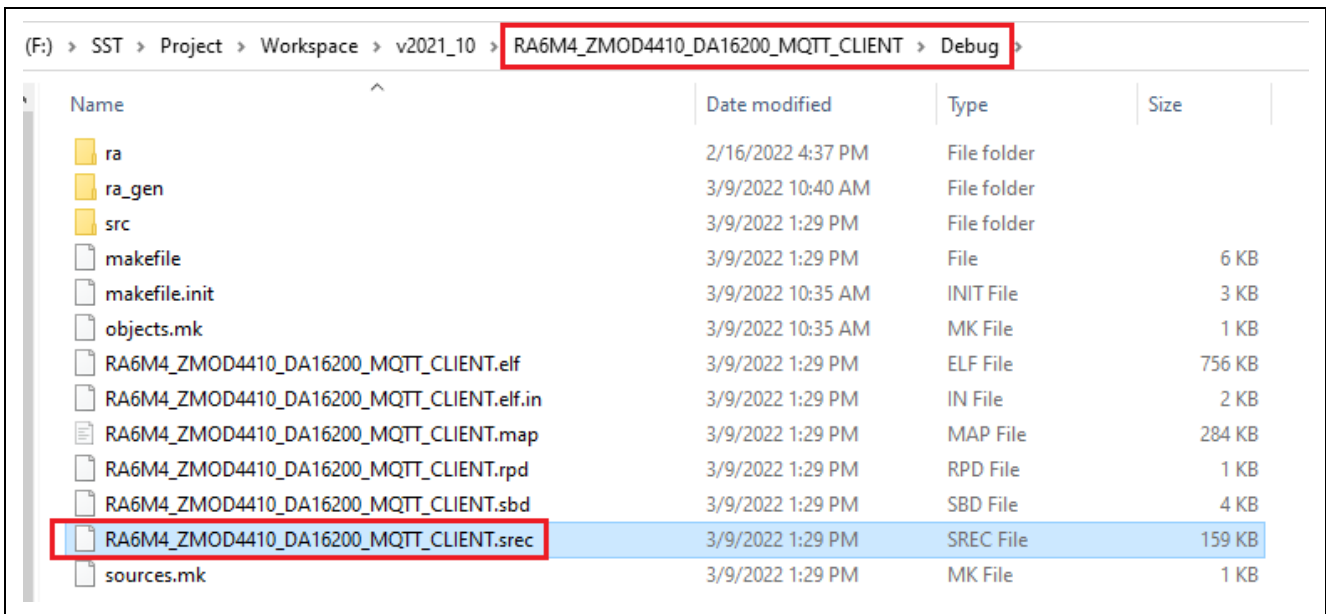 (F:) > SST > Project > Workspace > v2021_10 > RA6M4_ZMOD4410_DA16200_MQTT_CLIENT > Debug >
Name Date modified Type Size
ra 2/16/2022 4:37 PM File folder
ra_gen 3/9/2022 10:40 AM File folder
src 3/9/2022 1:29 PM File folder
makefile 3/9/2022 1:29 PM File 6 KB
makefile.init 3/9/2022 10:35 AM INIT File 3 KB
objects.mk 3/9/2022 10:35 AM MK File 1 KB
RA6M4_ZMOD4410_DA16200_MQTT_CLIENT.elf 3/9/2022 1:29 PM ELF File 756 KB
RA6M4_ZMOD4410_DA16200_MQTT_CLIENT.elf.in 3/9/2022 1:29 PM IN File 2 KB
RA6M4_ZMOD4410_DA16200_MQTT_CLIENT.map 3/9/2022 1:29 PM MAP File 284 KB
RA6M4_ZMOD4410_DA16200_MQTT_CLIENT.rpd 3/9/2022 1:29 PM RPD File 1 KB
RA6M4_ZMOD4410_DA16200_MQTT_CLIENT.sbd 3/9/2022 1:29 PM SBD File 4 KB
RA6M4_ZMOD4410_DA16200_MQTT_CLIENT.srec 3/9/2022 1:29 PM SREC File 159 KB
sources.mk 3/9/2022 1:29 PM MK File 1 KB